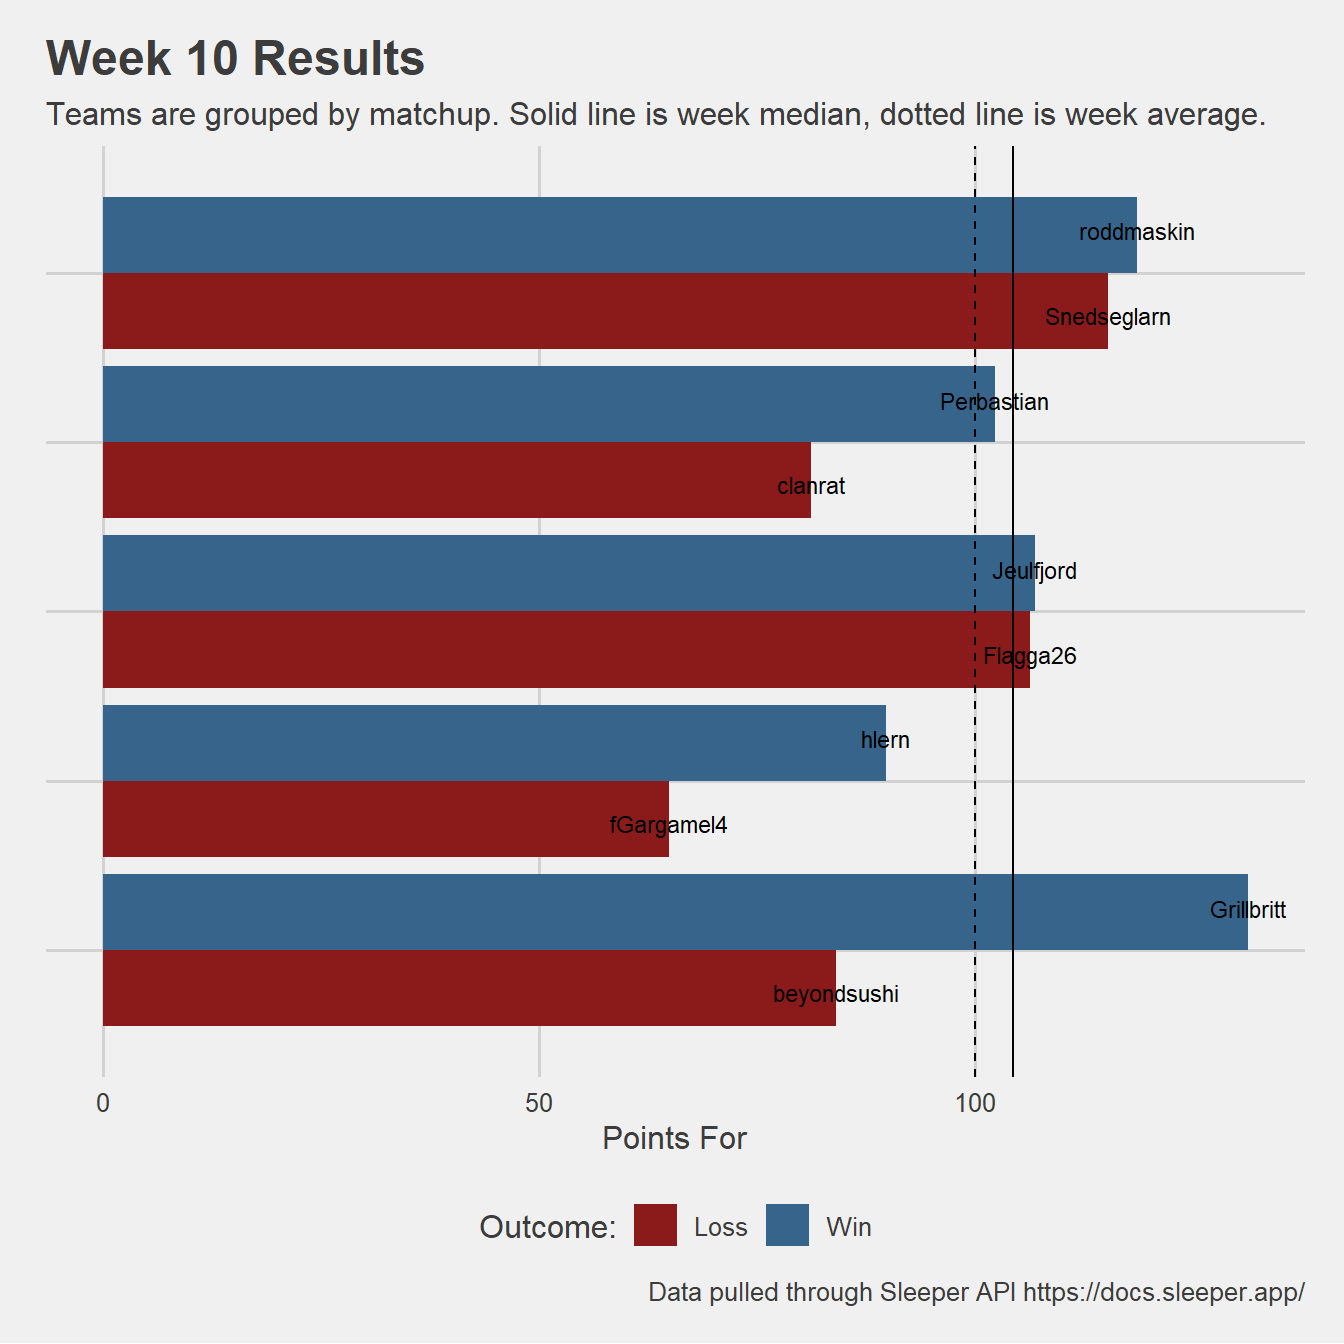 Week 10 Results
Teams are grouped by matchup. Solid line is week median, dotted line is week average.
roddmaskin
Snedseglarn
Perbastian
clanrat
Jeulfjord
Flagga26
hlern
fGargamel4
Grillbritt
beyondsushi
0 50 100
Points For
Outcome: Loss Win
Data pulled through Sleeper API https://docs.sleeper.app/